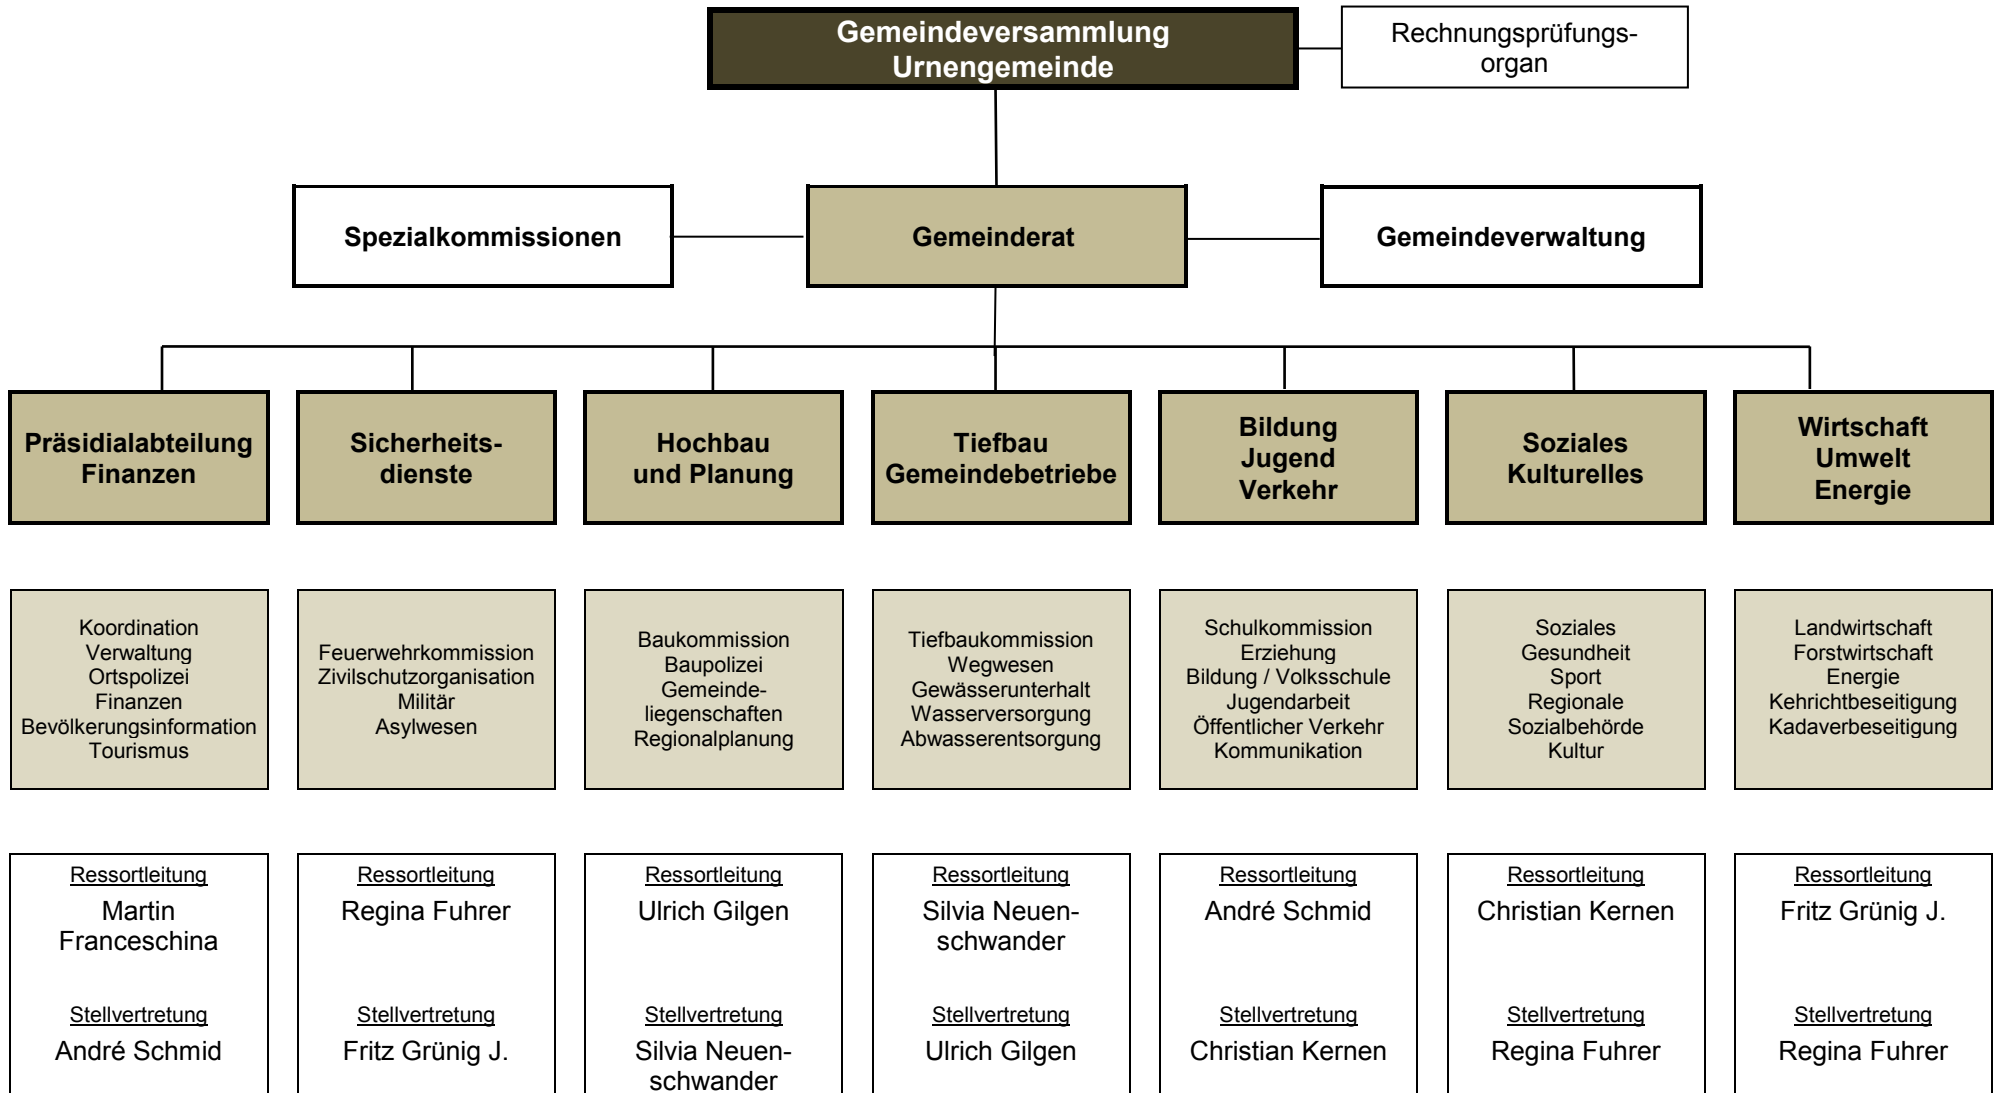 Gemeindeversammlung
Urnengemeinde
Rechnungsprüfungs-
organ
Spezialkommissionen
Gemeinderat
Gemeindeverwaltung
Präsidialabteilung
Finanzen
Sicherheits-
dienste
Hochbau
und Planung
Tiefbau
Gemeindebetriebe
Bildung
Jugend
Verkehr
Soziales
Kulturelles
Wirtschaft
Umwelt
Energie
Koordination
Verwaltung
Ortspolizei
Finanzen
Bevölkerungsinformation
Tourismus
Feuerwehrkommission
Zivilschutzorganisation
Militär
Asylwesen
Baukommission
Baupolizei
Gemeinde-
liegenschaften
Regionalplanung
Tiefbaukommission
Wegwesen
Gewässerunterhalt
Wasserversorgung
Abwasserentsorgung
Schulkommission
Erziehung
Bildung / Volksschule
Jugendarbeit
Öffentlicher Verkehr
Kommunikation
Soziales
Gesundheit
Sport
Regionale
Sozialbehörde
Kultur
Landwirtschaft
Forstwirtschaft
Energie
Kehrichtbeseitigung
Kadaverbeseitigung
Ressortleitung
Martin
Franceschina
Stellvertretung
André Schmid
Ressortleitung
Regina Fuhrer
Stellvertretung
Fritz Grünig J.
Ressortleitung
Ulrich Gilgen
Stellvertretung
Silvia Neuen-
schwander
Ressortleitung
Silvia Neuen-
schwander
Stellvertretung
Ulrich Gilgen
Ressortleitung
André Schmid
Stellvertretung
Christian Kernen
Ressortleitung
Christian Kernen
Stellvertretung
Regina Fuhrer
Ressortleitung
Fritz Grünig J.
Stellvertretung
Regina Fuhrer